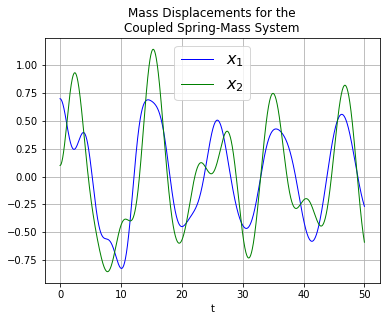 Mass Displacements for the
Coupled Spring-Mass System
x₁
x₂
1.00
0.75
0.50
0.25
0.00
−0.25
−0.50
−0.75
0 10 20 30 40 50
t